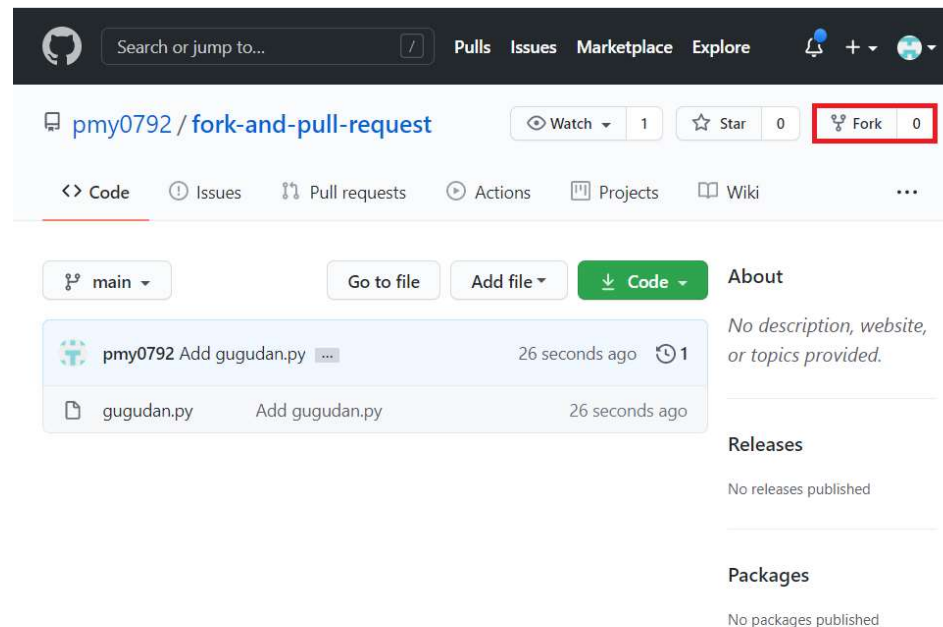 Search or jump to... /
Pulls Issues Marketplace Explore
pmy0792 / fork-and-pull-request
Watch 1
Star 0
Fork 0
<> Code
Issues
Pull requests
Actions
Projects
Wiki
...
main
Go to file
Add file
Code
pmy0792 Add gugudan.py ...
26 seconds ago 1
gugudan.py Add gugudan.py 26 seconds ago
About
No description, website,
or topics provided.
Releases
No releases published
Packages
No packages published